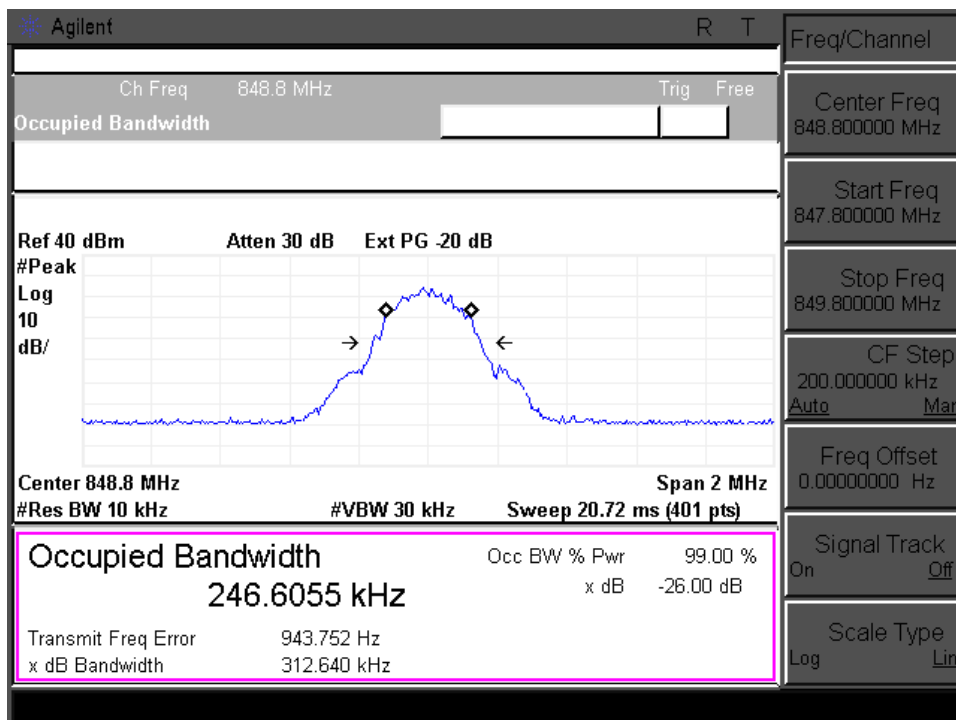 Agilent R T
Freq/Channel
Ch Freq 848.8 MHz Trig Free
Occupied Bandwidth
Center Freq
848.800000 MHz
Start Freq
847.800000 MHz
Ref 40 dBm Atten 30 dB Ext PG -20 dB
#Peak
Log
10
dB/
Stop Freq
849.800000 MHz
CF Step
200.000000 kHz
Auto Man
Freq Offset
0.00000000 Hz
Center 848.8 MHz Span 2 MHz
#Res BW 10 kHz #VBW 30 kHz Sweep 20.72 ms (401 pts)
Occupied Bandwidth Occ BW % Pwr 99.00 %
246.6055 kHz x dB -26.00 dB
Transmit Freq Error 943.752 Hz
x dB Bandwidth 312.640 kHz
Signal Track
On Off
Scale Type
Log Lin